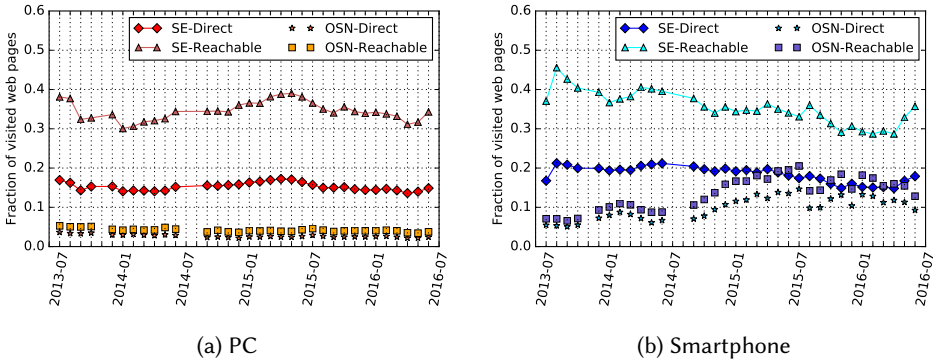 SE-Direct
SE-Reachable
OSN-Direct
OSN-Reachable
Fraction of visited web pages
0.6
0.5
0.4
0.3
0.2
0.1
0.0
2013-07
2014-01
2014-07
2015-01
2015-07
2016-01
2016-07
(a) PC
SE-Direct
SE-Reachable
OSN-Direct
OSN-Reachable
Fraction of visited web pages
0.6
0.5
0.4
0.3
0.2
0.1
0.0
2013-07
2014-01
2014-07
2015-01
2015-07
2016-01
2016-07
(b) Smartphone